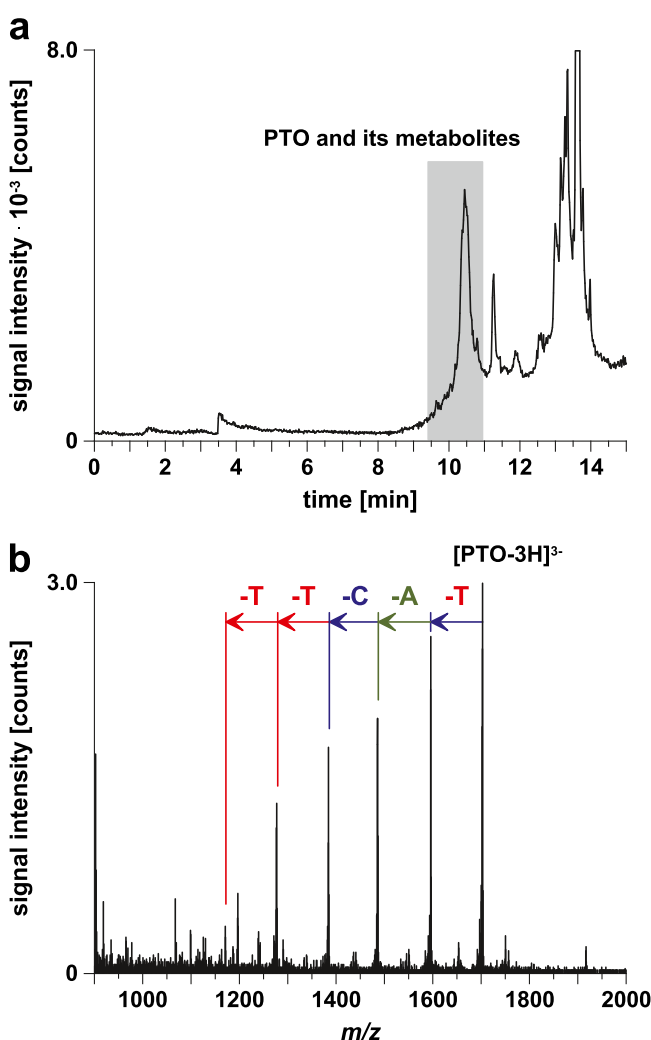 a
8.0
PTO and its metabolites
signal intensity · 10⁻³ [counts]
0
0 2 4 6 8 10 12 14
time [min]
b
[PTO-3H]³⁻
3.0
-T -T -C -A -T
signal intensity [counts]
0
1000 1200 1400 1600 1800 2000
m/z